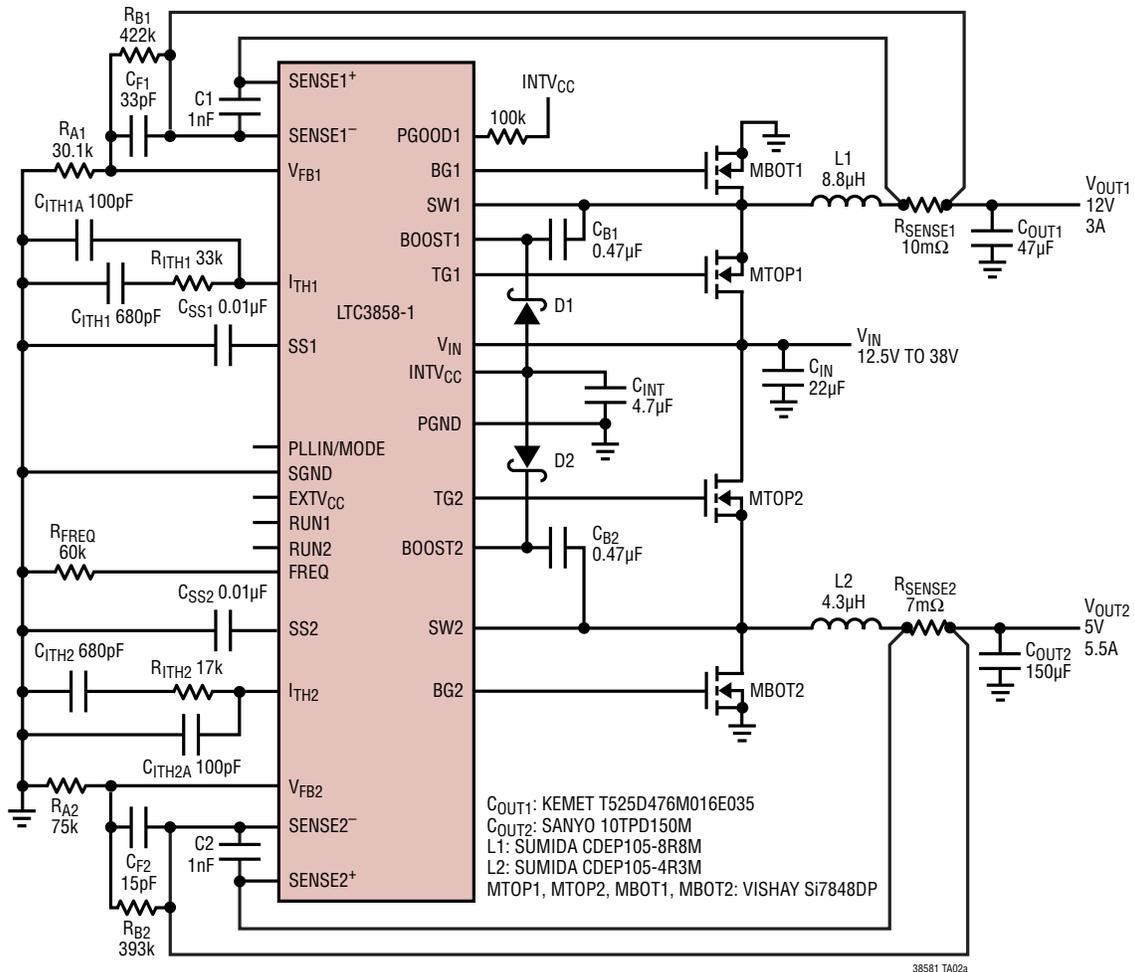 RB1
422k
CF1
33pF
C1
1nF
RA1
30.1k
CITH1A 100pF
RITH1 33k
CITH1 680pF
CSS1 0.01µF
RFREQ
60k
CSS2 0.01µF
CITH2 680pF
RITH2 17k
CITH2A 100pF
RA2
75k
CF2
15pF
C2
1nF
RB2
393k
SENSE1+
SENSE1–
VFB1
ITH1
SS1
PLLIN/MODE
SGND
EXTVCC
RUN1
RUN2
FREQ
SS2
ITH2
VFB2
SENSE2–
SENSE2+
LTC3858-1
PGOOD1
BG1
SW1
BOOST1
TG1
VIN
INTVCC
PGND
TG2
BOOST2
SW2
BG2
INTVCC
100k
MBOT1
L1
8.8µH
RSENSE1
10mΩ
COUT1
47µF
VOUT1
12V
3A
CB1
0.47µF
MTOP1
D1
VIN
12.5V TO 38V
CIN
22µF
CINT
4.7µF
D2
MTOP2
CB2
0.47µF
L2
4.3µH
RSENSE2
7mΩ
VOUT2
5V
5.5A
COUT2
150µF
MBOT2
COUT1: KEMET T525D476M016E035
COUT2: SANYO 10TPD150M
L1: SUMIDA CDEP105-8R8M
L2: SUMIDA CDEP105-4R3M
MTOP1, MTOP2, MBOT1, MBOT2: VISHAY Si7848DP
38581 TA02a